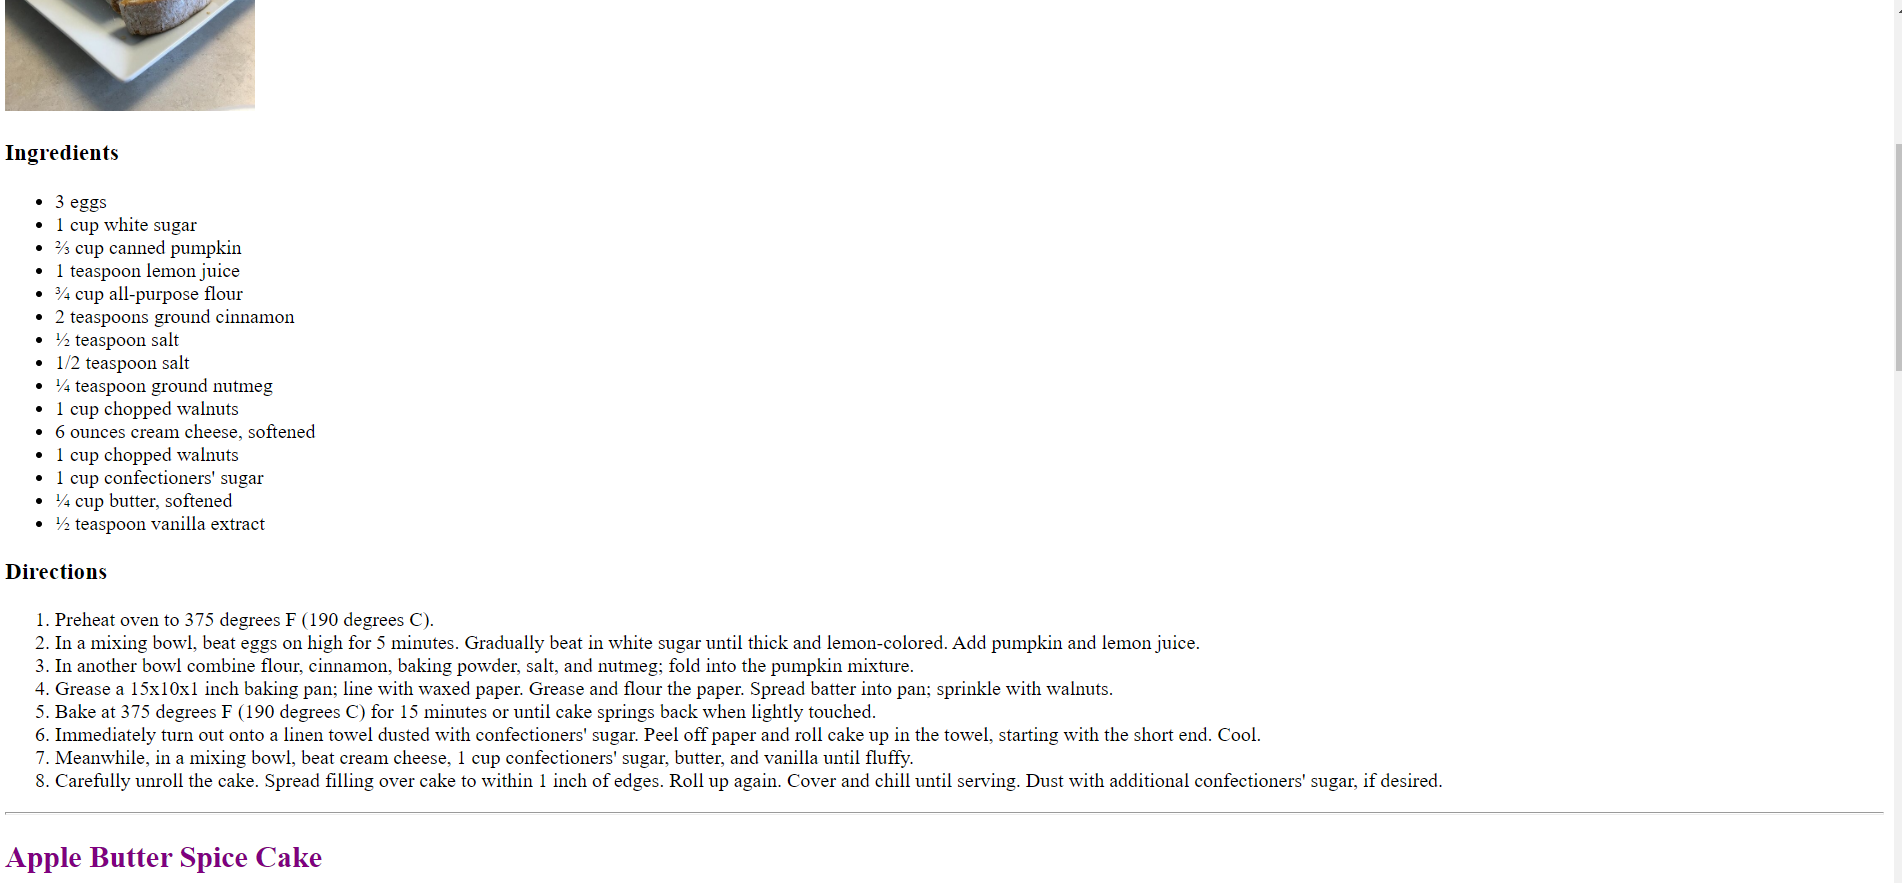 Ingredients
• 3 eggs
• 1 cup white sugar
• ⅔ cup canned pumpkin
• 1 teaspoon lemon juice
• ¾ cup all-purpose flour
• 2 teaspoons ground cinnamon
• ½ teaspoon salt
• 1/2 teaspoon salt
• ¼ teaspoon ground nutmeg
• 1 cup chopped walnuts
• 6 ounces cream cheese, softened
• 1 cup chopped walnuts
• 1 cup confectioners' sugar
• ¼ cup butter, softened
• ½ teaspoon vanilla extract
Directions
1. Preheat oven to 375 degrees F (190 degrees C).
2. In a mixing bowl, beat eggs on high for 5 minutes. Gradually beat in white sugar until thick and lemon-colored. Add pumpkin and lemon juice.
3. In another bowl combine flour, cinnamon, baking powder, salt, and nutmeg; fold into the pumpkin mixture.
4. Grease a 15x10x1 inch baking pan; line with waxed paper. Grease and flour the paper. Spread batter into pan; sprinkle with walnuts.
5. Bake at 375 degrees F (190 degrees C) for 15 minutes or until cake springs back when lightly touched.
6. Immediately turn out onto a linen towel dusted with confectioners' sugar. Peel off paper and roll cake up in the towel, starting with the short end. Cool.
7. Meanwhile, in a mixing bowl, beat cream cheese, 1 cup confectioners' sugar, butter, and vanilla until fluffy.
8. Carefully unroll the cake. Spread filling over cake to within 1 inch of edges. Roll up again. Cover and chill until serving. Dust with additional confectioners' sugar, if desired.
Apple Butter Spice Cake